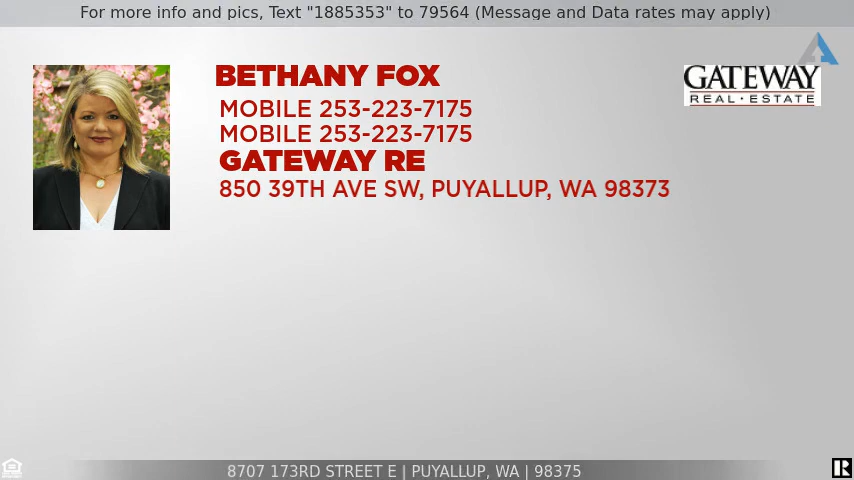 For more info and pics, Text "1885353" to 79564 (Message and Data rates may apply)
BETHANY FOX
MOBILE 253-223-7175
MOBILE 253-223-7175
GATEWAY RE
850 39TH AVE SW, PUYALLUP, WA 98373
GATEWAY
REAL•ESTATE
8707 173RD STREET E | PUYALLUP, WA | 98375